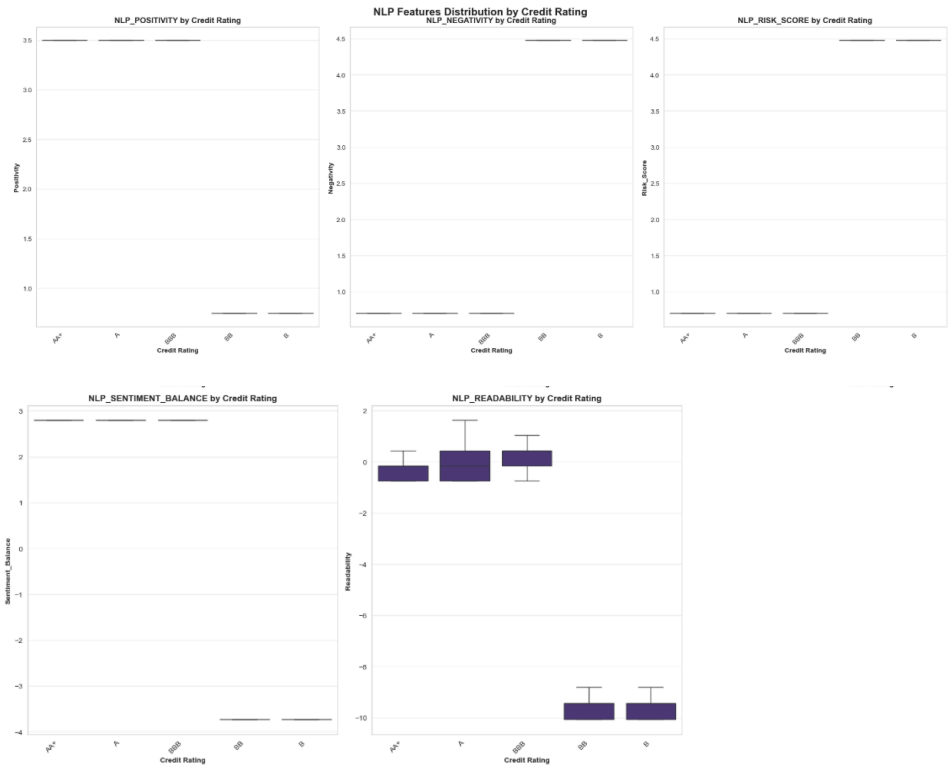 NLP Features Distribution by Credit Rating
NLP_POSITIVITY by Credit Rating
3.5
3.0
2.5
2.0
1.5
1.0
Positivity
AA+
A
BBB
BB
B
Credit Rating
NLP_NEGATIVITY by Credit Rating
4.5
4.0
3.5
3.0
2.5
2.0
1.5
1.0
Negativity
AA+
A
BBB
BB
B
Credit Rating
NLP_RISK_SCORE by Credit Rating
4.5
4.0
3.5
3.0
2.5
2.0
1.5
1.0
Risk_Score
AA+
A
BBB
BB
B
Credit Rating
NLP_SENTIMENT_BALANCE by Credit Rating
3
2
1
0
−1
−2
−3
−4
Sentiment_Balance
AA+
A
BBB
BB
B
Credit Rating
NLP_READABILITY by Credit Rating
2
0
−2
−4
−6
−8
−10
Readability
AA+
A
BBB
BB
B
Credit Rating